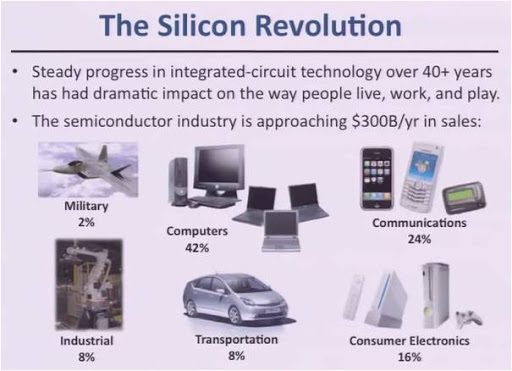 The Silicon Revolution
• Steady progress in integrated-circuit technology over 40+ years
has had dramatic impact on the way people live, work, and play.
• The semiconductor industry is approaching $300B/yr in sales:
Military
2%
Computers
42%
Communications
24%
Industrial
8%
Transportation
8%
Consumer Electronics
16%